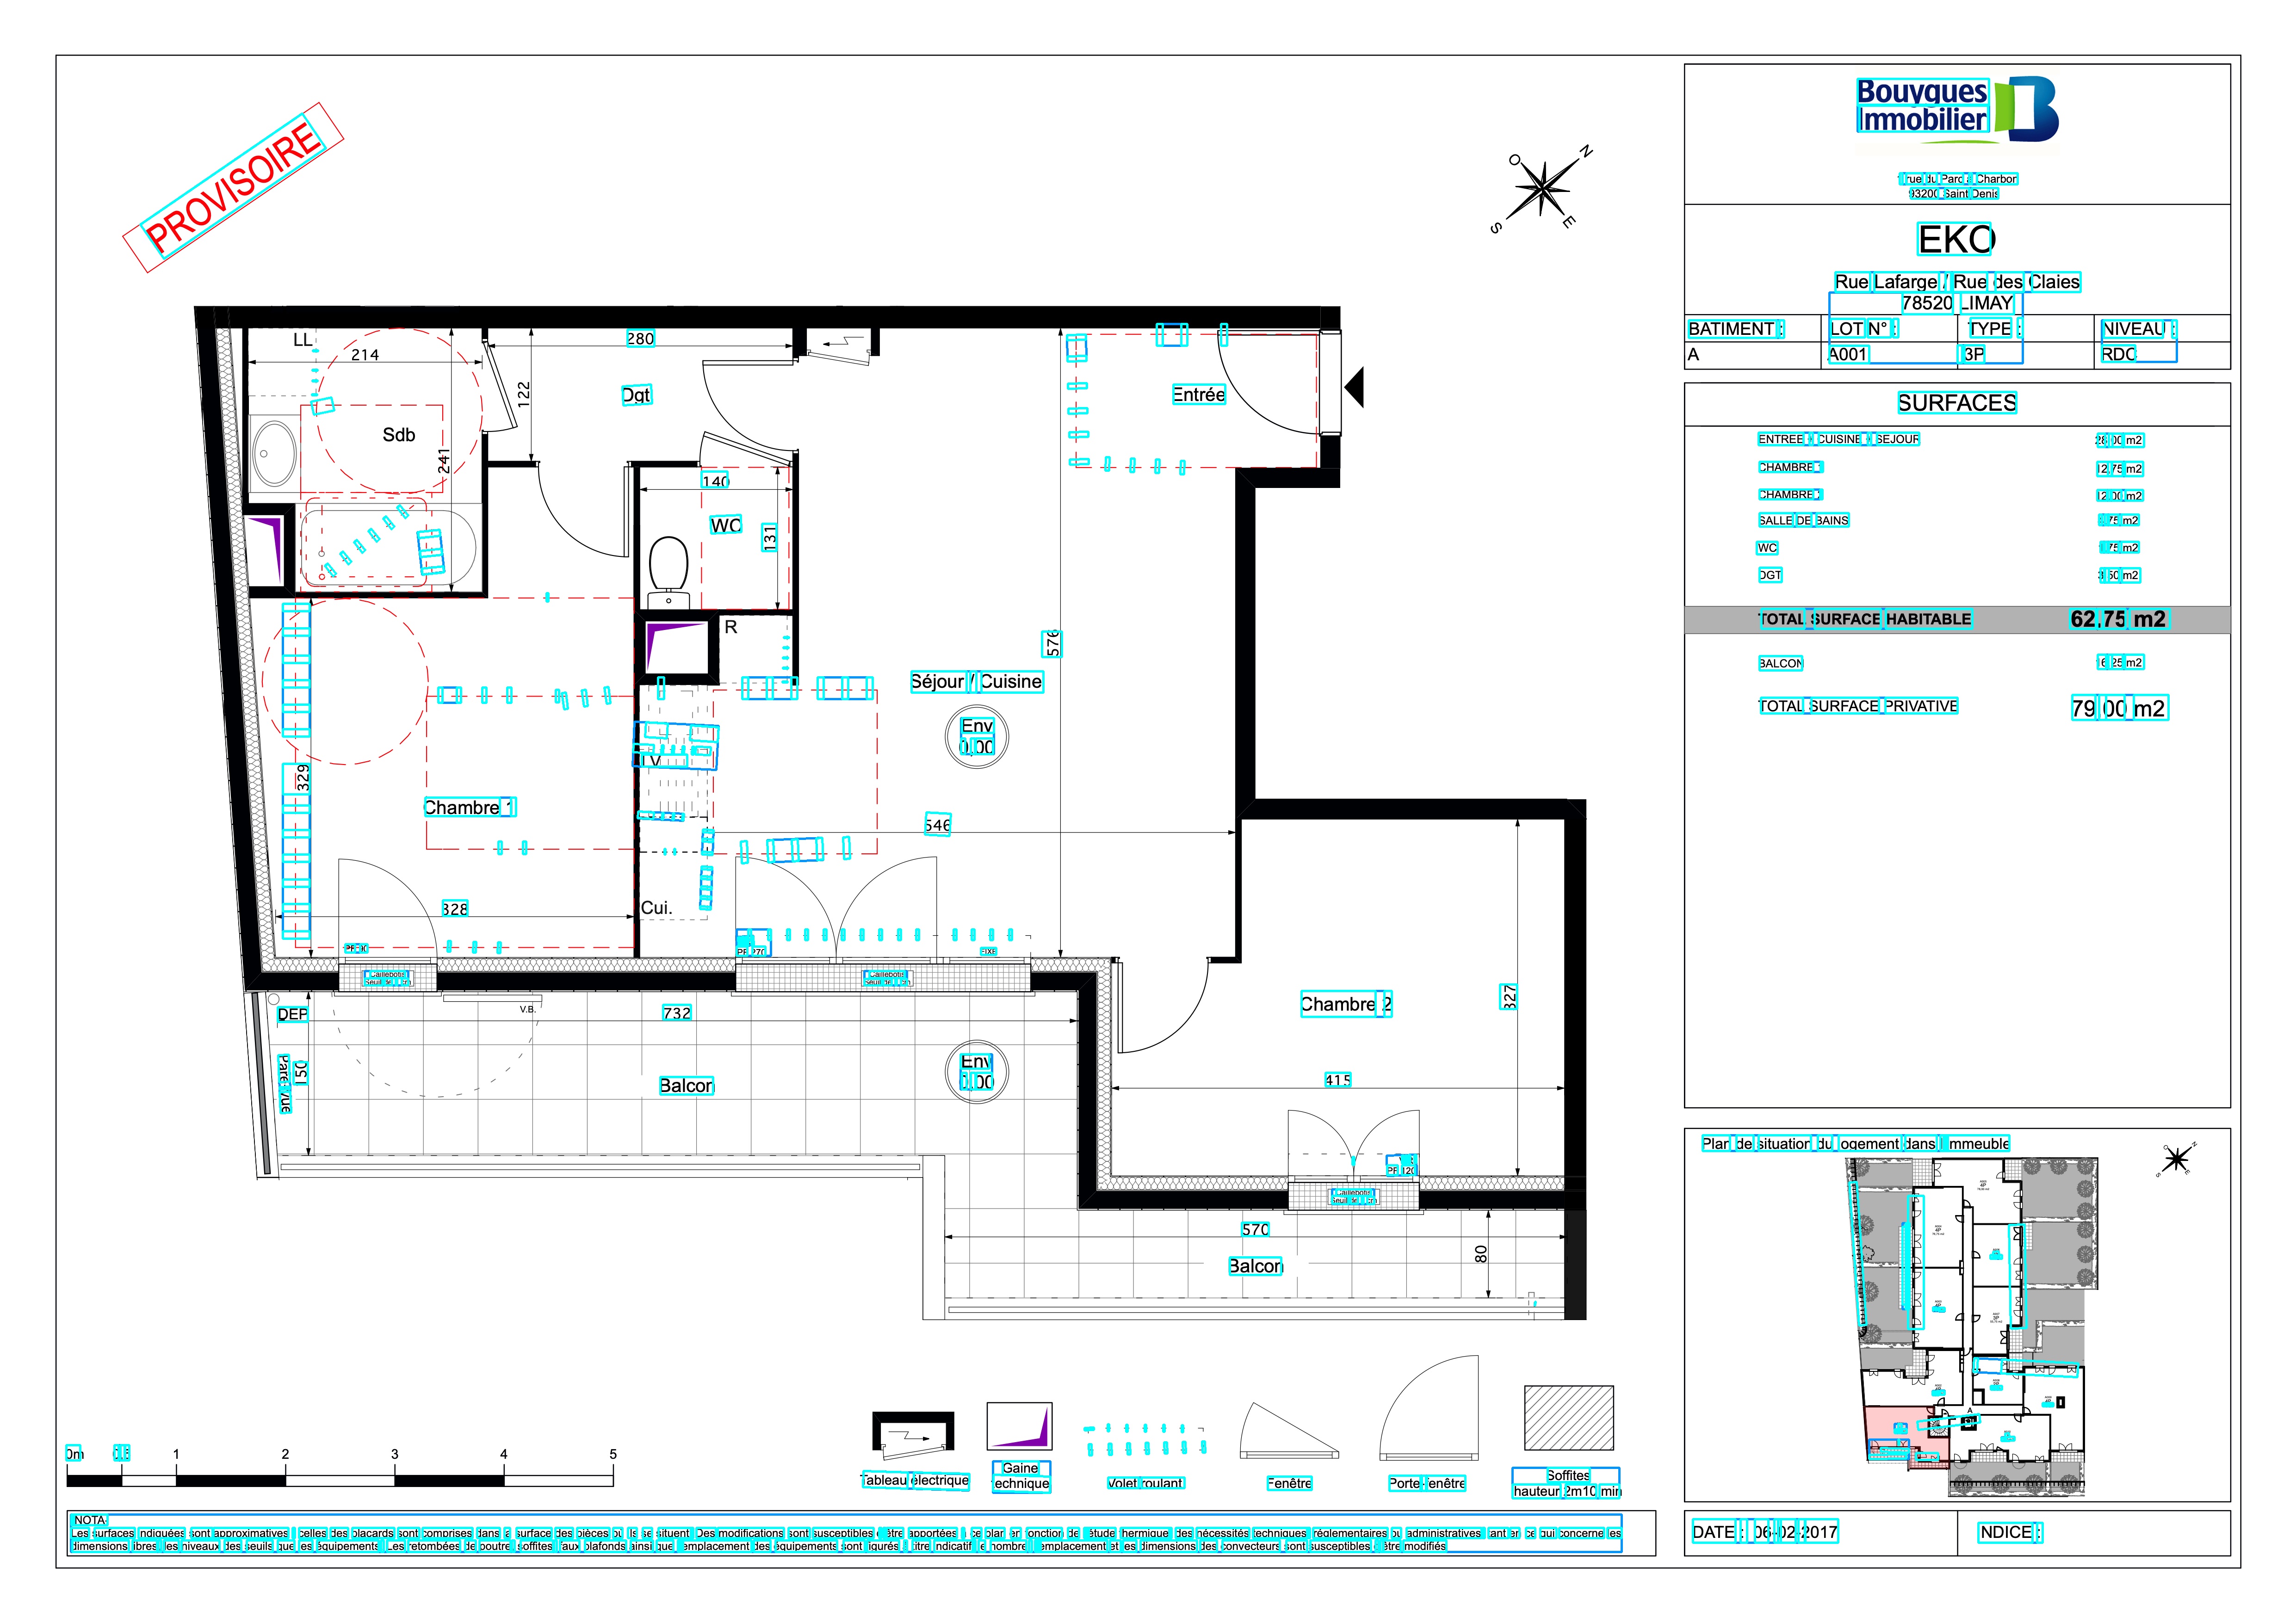 PROVISOIRE
Bouygues
Immobilier
rue du Parc à Charbon
93200 Saint Denis
EKO
Rue Lafarge / Rue des Claies
78520 LIMAY
BATIMENT : LOT N° : TYPE : NIVEAU :
A A001 3P RDC
SURFACES
ENTREE + CUISINE + SEJOUR 28,00 m2
CHAMBRE 1 12,75 m2
CHAMBRE 2 12,00 m2
SALLE DE BAINS 75 m2
WC 75 m2
DGT 3,50 m2
TOTAL SURFACE HABITABLE 62,75 m2
BALCON 16,25 m2
TOTAL SURFACE PRIVATIVE 79,00 m2
Plan de situation du logement dans l'immeuble
N
O
S
E
A
DATE : 06-02-2017 INDICE :
N
O
S
E
LL
214
280
122
Dgt
Entrée
Sdb
241
140
WC
131
R
576
Séjour / Cuisine
Env
0,00
LV
329
Chambre 1
546
328
Cui.
PF 90
PF 270
FIXE
Caillebotis
Seuil de 2cm
Caillebotis
Seuil de 2cm
DEP
V.B.
732
Pare-Vue
150
Env
0,00
Balcon
Chambre 2
327
415
PF 120
Caillebotis
Seuil de 2cm
570
80
Balcon
0m 0,5 1 2 3 4 5
Tableau électrique
Gaine
technique
Volet roulant
Fenêtre
Porte fenêtre
Soffites
hauteur 2m10 min
NOTA:
Les surfaces indiquées sont approximatives, celles des placards sont comprises dans la surface des pièces où ils se situent. Des modifications sont susceptibles d'être apportées à ce plan en fonction de l'étude thermique, des nécessités techniques, réglementaires ou administratives, tant en ce qui concerne les
dimensions libres, les niveaux des seuils que les équipements. Les retombées de poutre, soffites, faux plafonds ainsi que l'emplacement des équipements sont figurés à titre indicatif, le nombre, l'emplacement et les dimensions des convecteurs sont susceptibles d'être modifiés